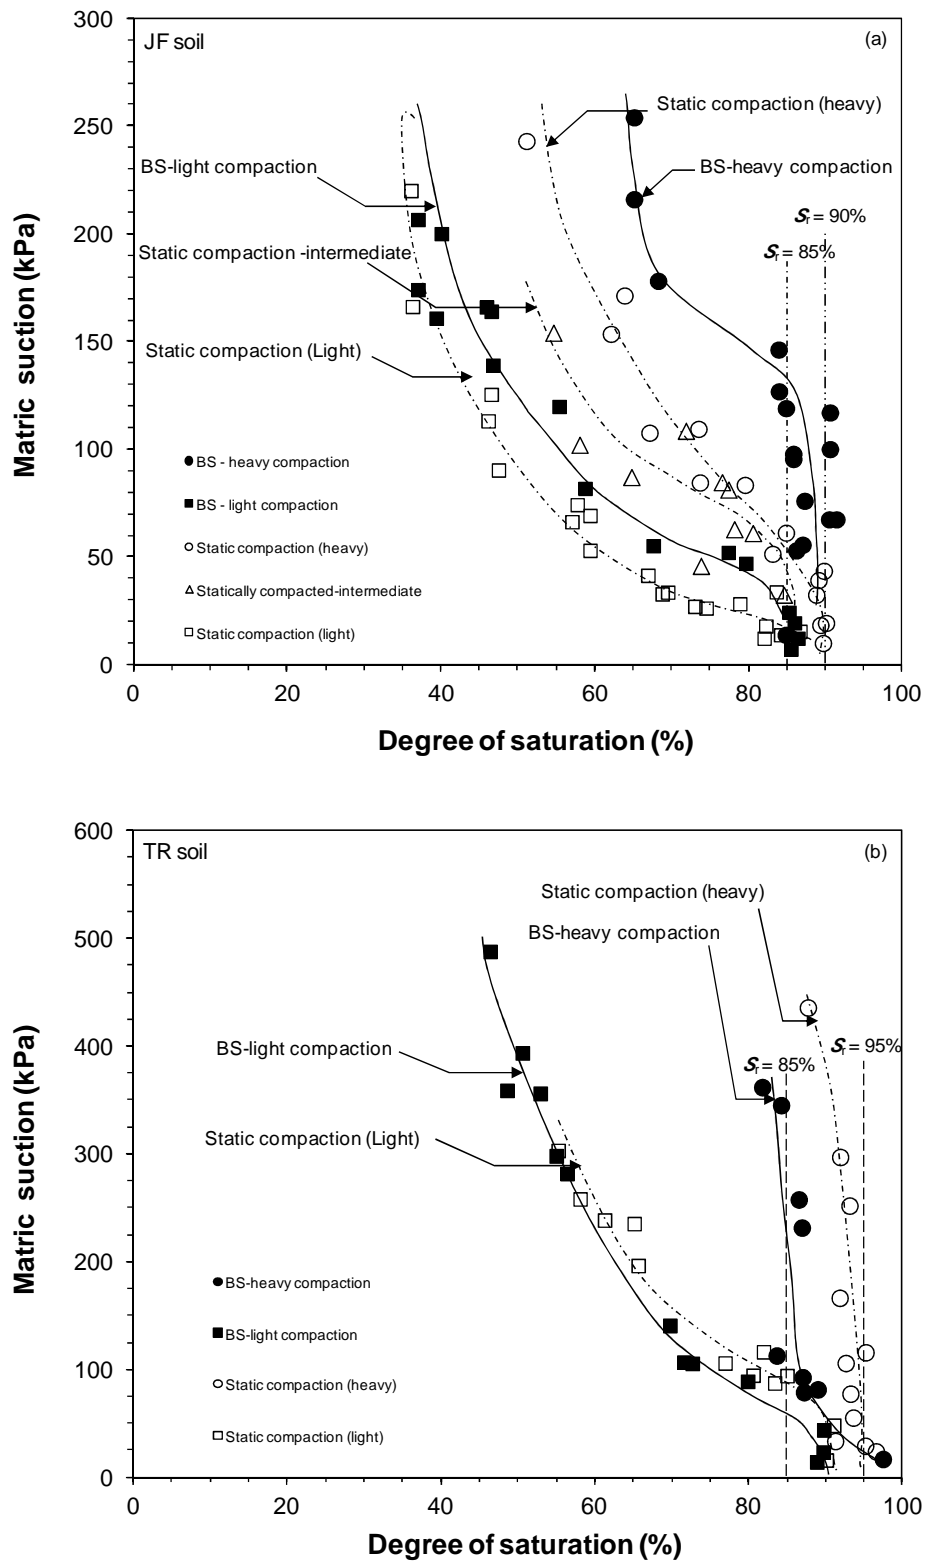 300
JF soil
(a)
Static compaction (heavy)
250
BS-light compaction
BS-heavy compaction
Sr = 90%
200
Static compaction -intermediate
Sr = 85%
Matric suction (kPa)
150
Static compaction (Light)
100
BS - heavy compaction
BS - light compaction
Static compaction (heavy)
50
Statically compacted-intermediate
Static compaction (light)
0
0 20 40 60 80 100
Degree of saturation (%)
600
TR soil
(b)
Static compaction (heavy)
BS-heavy compaction
500
400
BS-light compaction
Sr = 95%
Sr = 85%
Static compaction (Light)
300
Matric suction (kPa)
200
BS-heavy compaction
BS-light compaction
100
Static compaction (heavy)
Static compaction (light)
0
0 20 40 60 80 100
Degree of saturation (%)